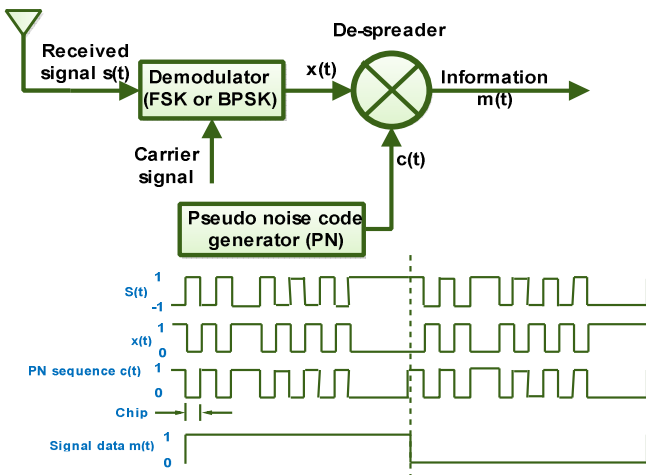 De-spreader
Received
signal s(t)
Demodulator
(FSK or BPSK)
x(t)
Information
m(t)
Carrier
signal
c(t)
Pseudo noise code
generator (PN)
1
S(t)
-1
1
x(t)
0
PN sequence c(t)
1
0
Chip
Signal data m(t)
1
0